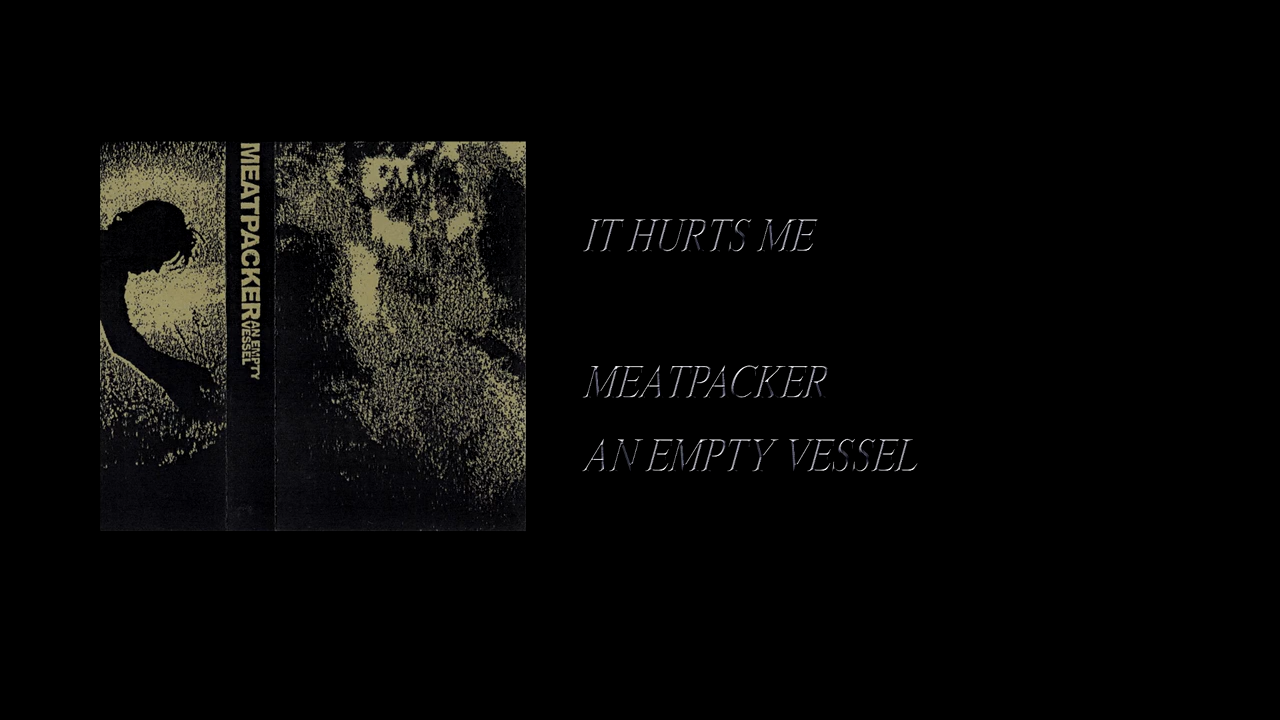 MEATPACKER
AN EMPTY
VESSEL
IT HURTS ME
MEATPACKER
AN EMPTY VESSEL